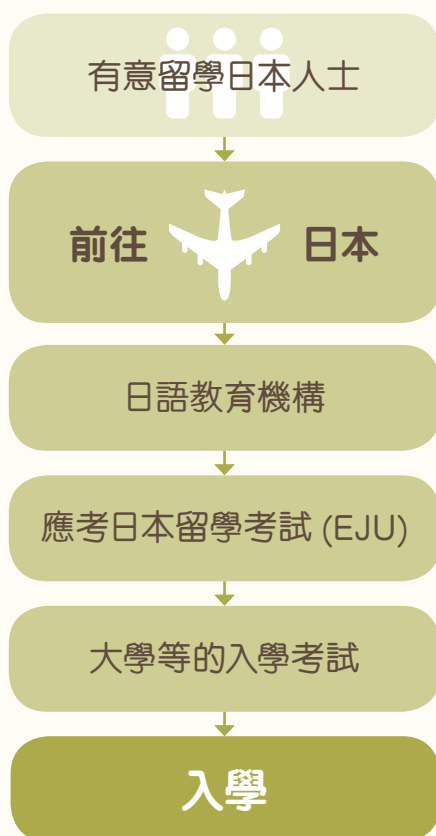 有意留學日本人士
前往 日本
日語教育機構
應考日本留學考試 (EJU)
大學等的入學考試
入學